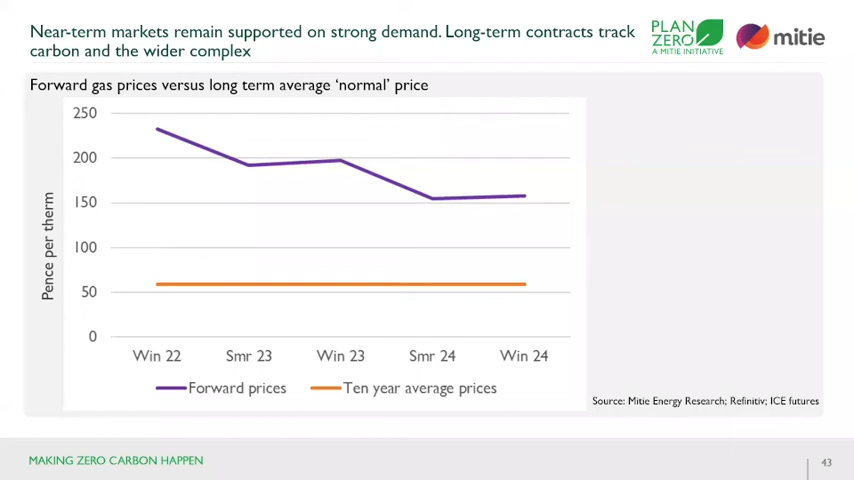 Near-term markets remain supported on strong demand. Long-term contracts track
carbon and the wider complex
PLAN
ZERO
A MITIE INITIATIVE
mitie
Forward gas prices versus long term average ‘normal’ price
250
200
150
100
50
0
Pence per therm
Win 22 Smr 23 Win 23 Smr 24 Win 24
Forward prices Ten year average prices
Source: Mitie Energy Research; Refinitiv; ICE futures
MAKING ZERO CARBON HAPPEN
43